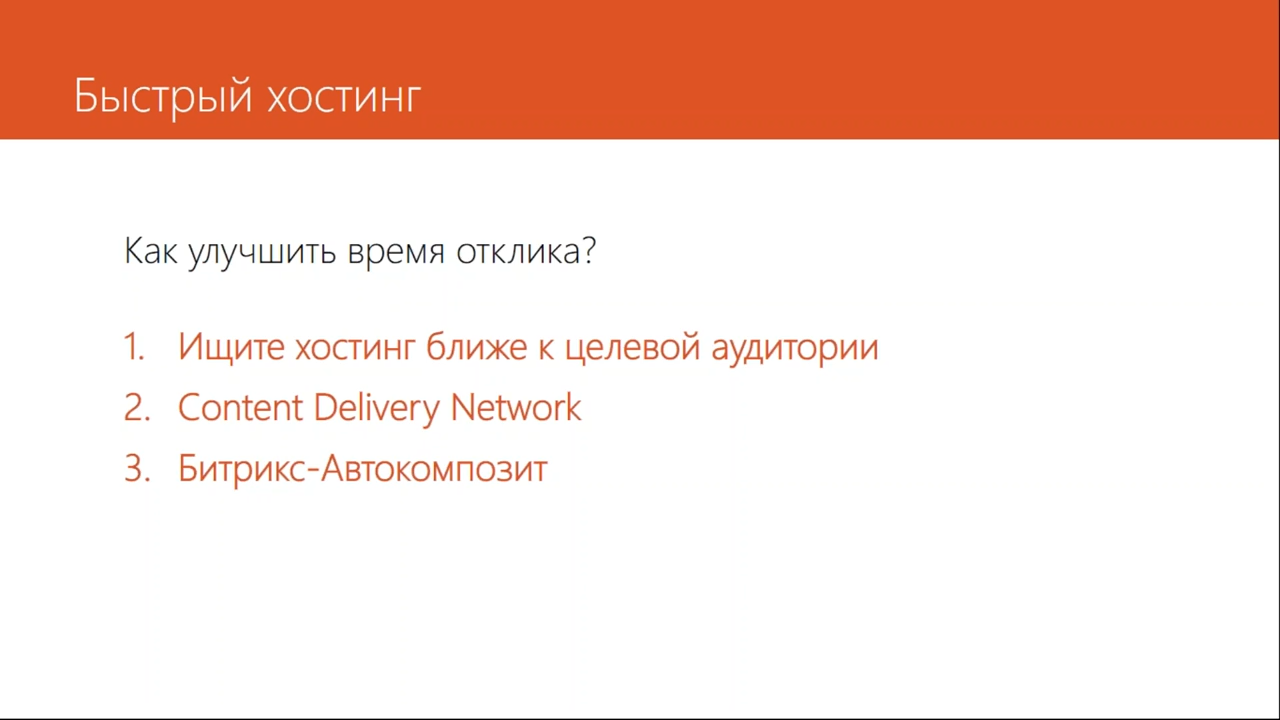 Быстрый хостинг
Как улучшить время отклика?
1. Ищите хостинг ближе к целевой аудитории
2. Content Delivery Network
3. Битрикс-Автокомпозит